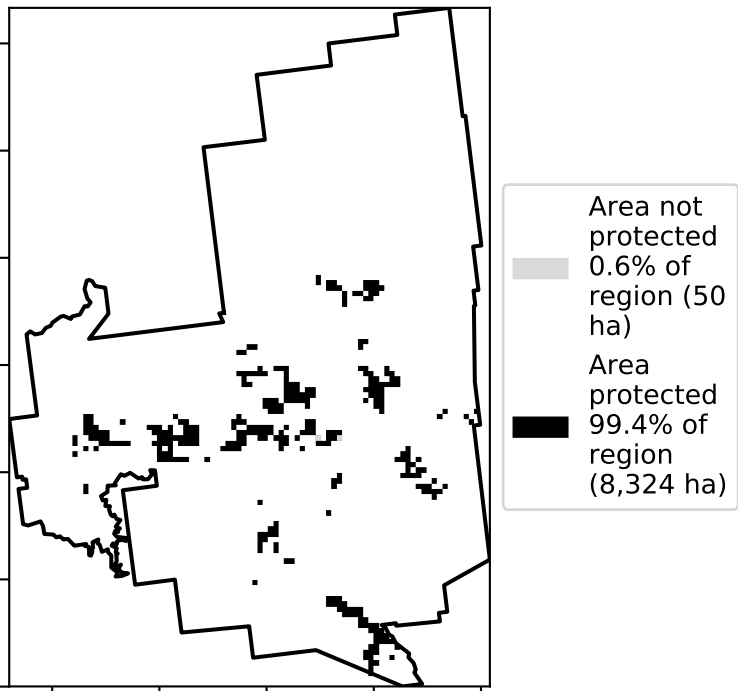 Area not
protected
0.6% of
region (50
ha)
Area
protected
99.4% of
region
(8,324 ha)